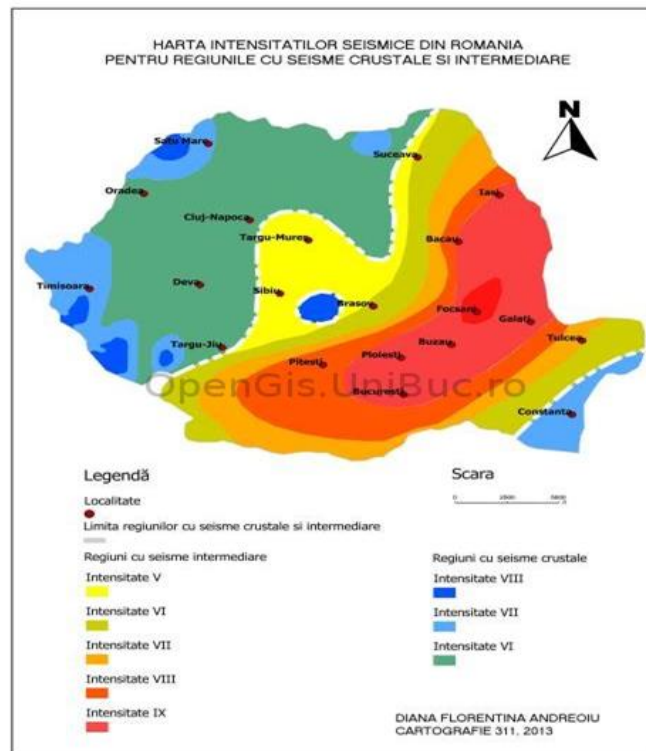 HARTA INTENSITATILOR SEISMICE DIN ROMANIA
PENTRU REGIUNILE CU SEISME CRUSTALE SI INTERMEDIARE
N
Satu Mare
Suceava
Oradea
Iasi
Cluj-Napoca
Targu-Mures
Bacau
Timisoara
Deva
Sibiu
Brasov
Focsani
Galati
Targu-Jiu
Buzau
Tulcea
Pitesti
Ploiesti
OpenGis.UniBuc.ro
Bucuresti
Constanta
Legendă
Localitate
Limita regiunilor cu seisme crustale si intermediare
Regiuni cu seisme intermediare
Intensitate V
Intensitate VI
Intensitate VII
Intensitate VIII
Intensitate IX
Scara
0
Regiuni cu seisme crustale
Intensitate VIII
Intensitate VII
Intensitate VI
DIANA FLORENTINA ANDREOIU
CARTOGRAFIE 311, 2013